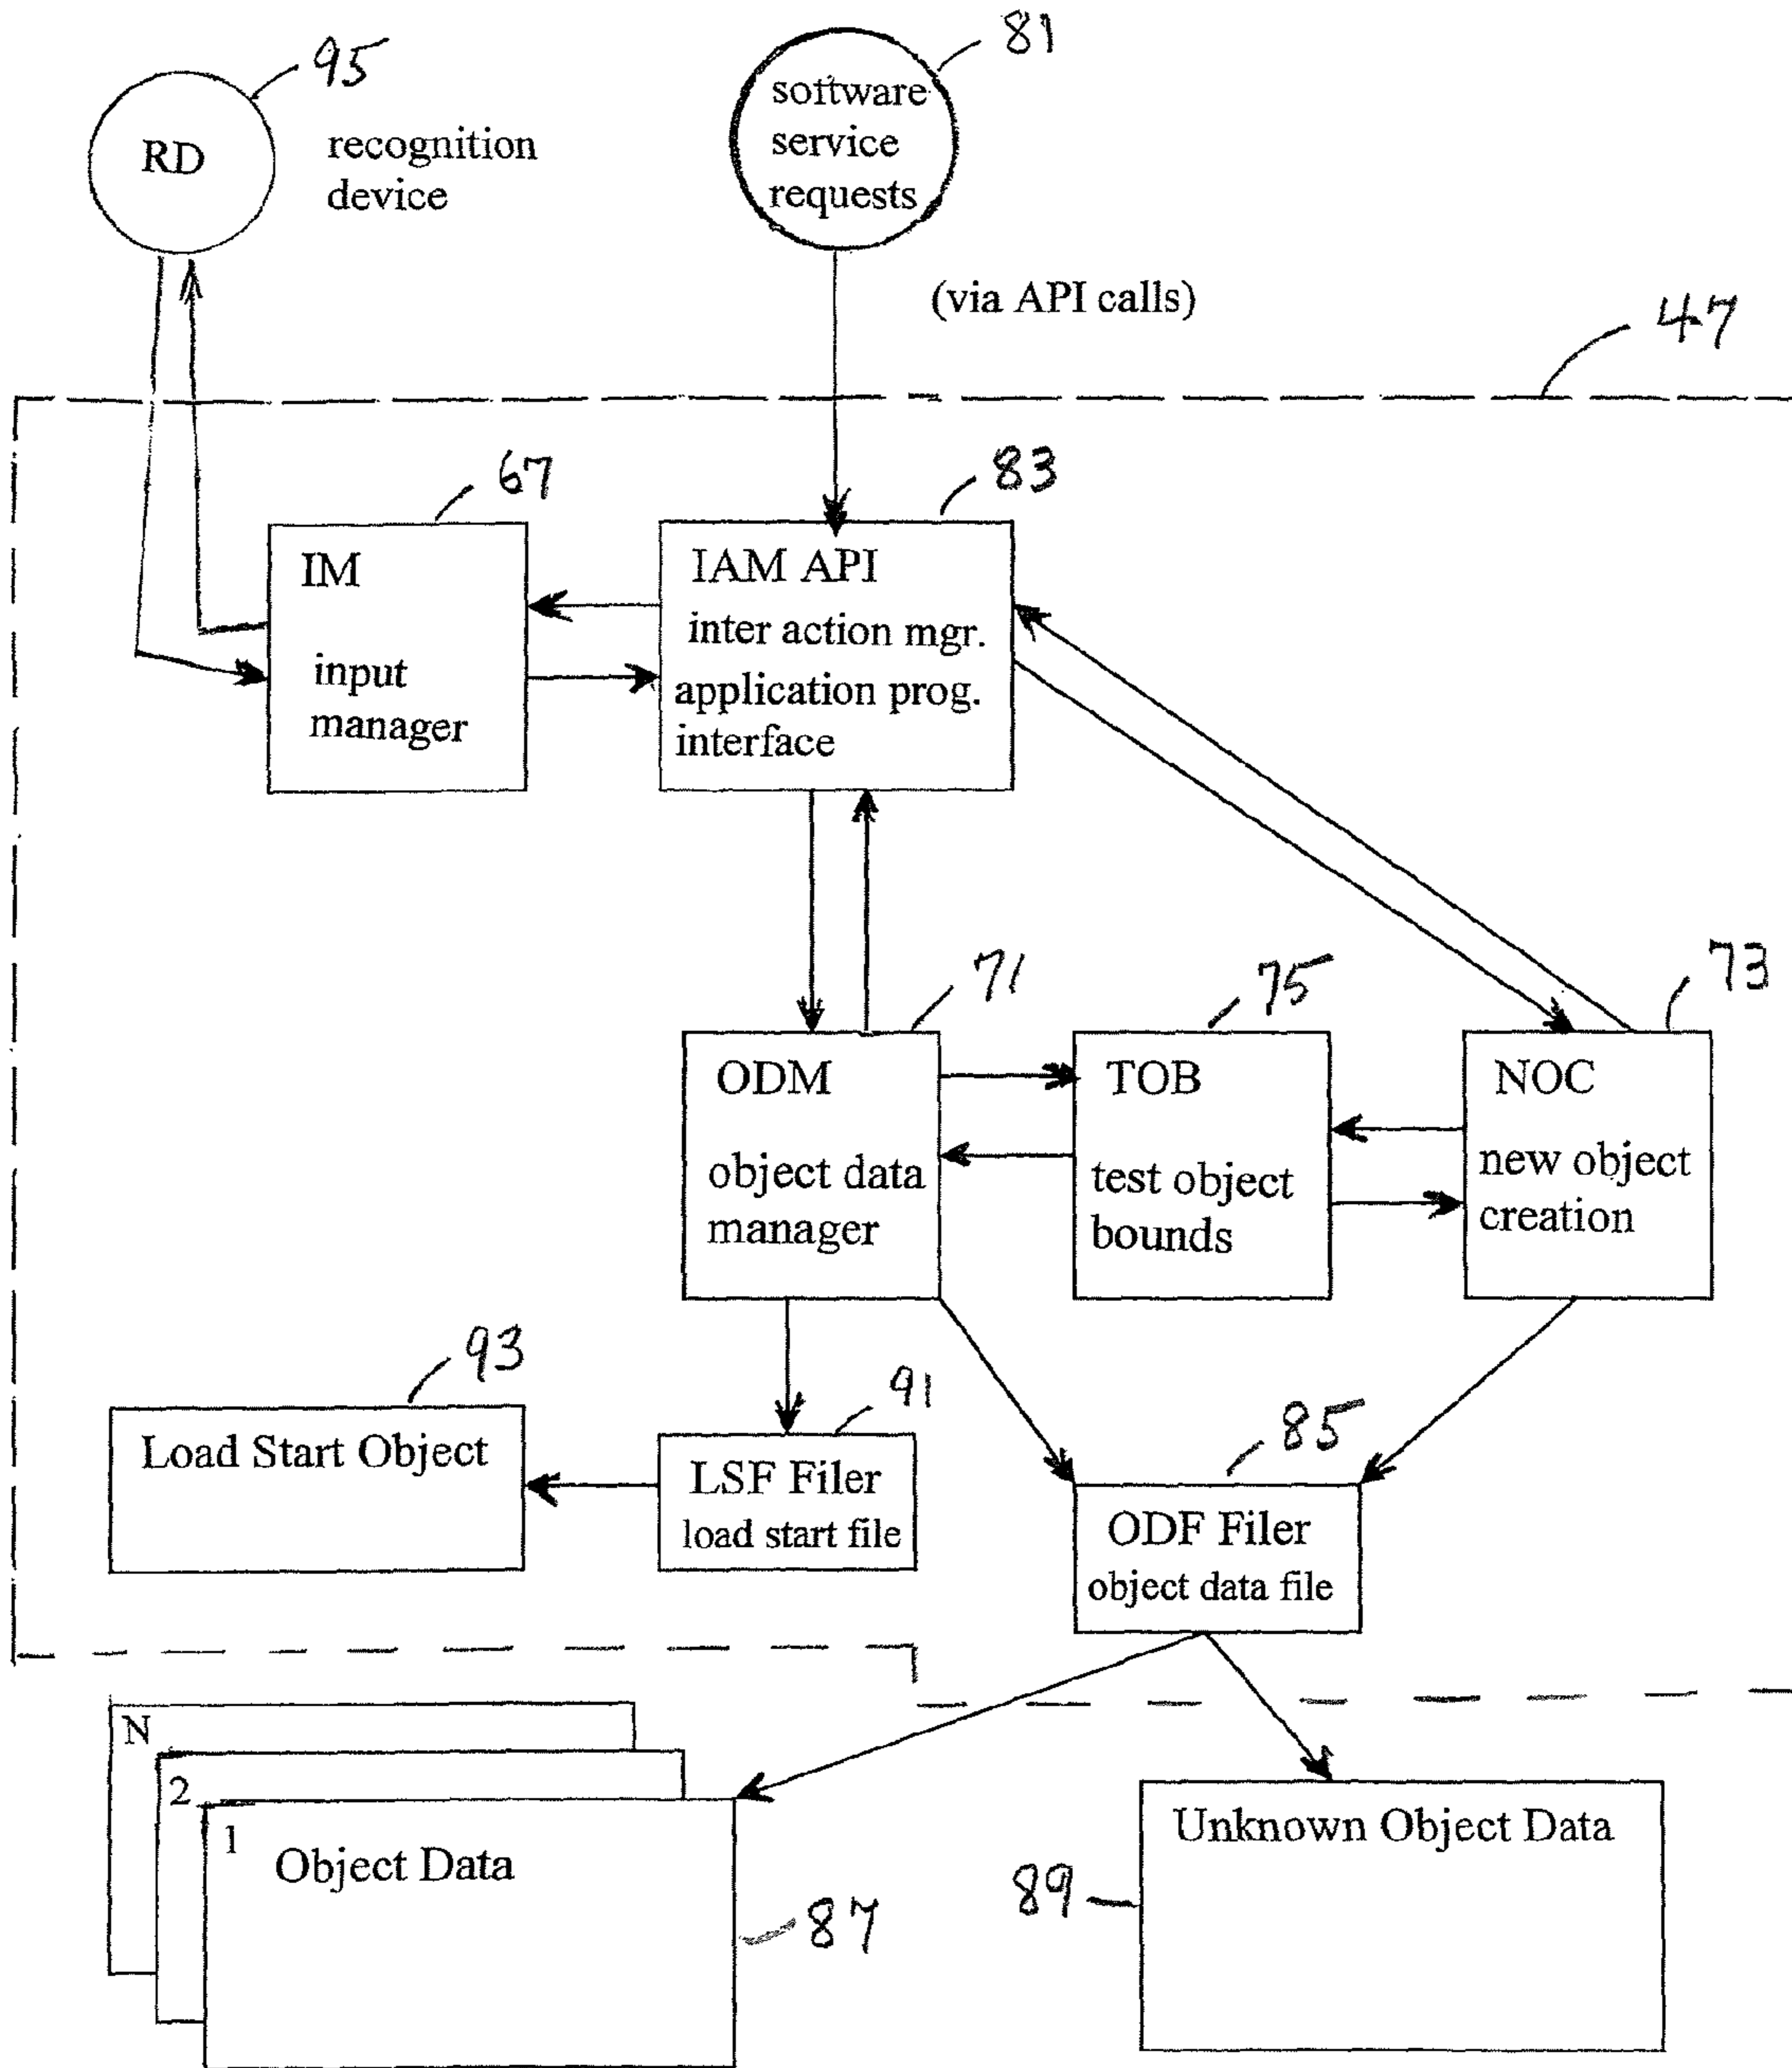 95
81
RD
recognition
device
software
service
requests
(via API calls)
47
67
83
IM
input
manager
IAM API
inter action mgr.
application prog.
interface
71
75
73
ODM
object data
manager
TOB
test object
bounds
NOC
new object
creation
93
91
85
Load Start Object
LSF Filer
load start file
ODF Filer
object data file
N
2
1
Object Data
87
Unknown Object Data
89